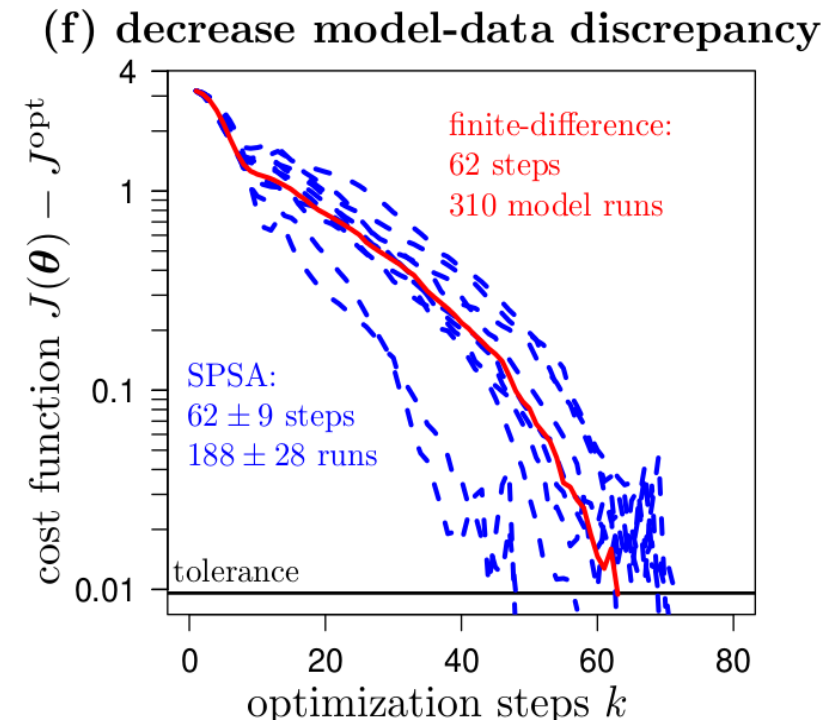 (f) decrease model-data discrepancy
cost function J(θ) − J^opt
4
1
0.1
0.01
finite-difference:
62 steps
310 model runs
SPSA:
62 ± 9 steps
188 ± 28 runs
tolerance
0 20 40 60 80
optimization steps k